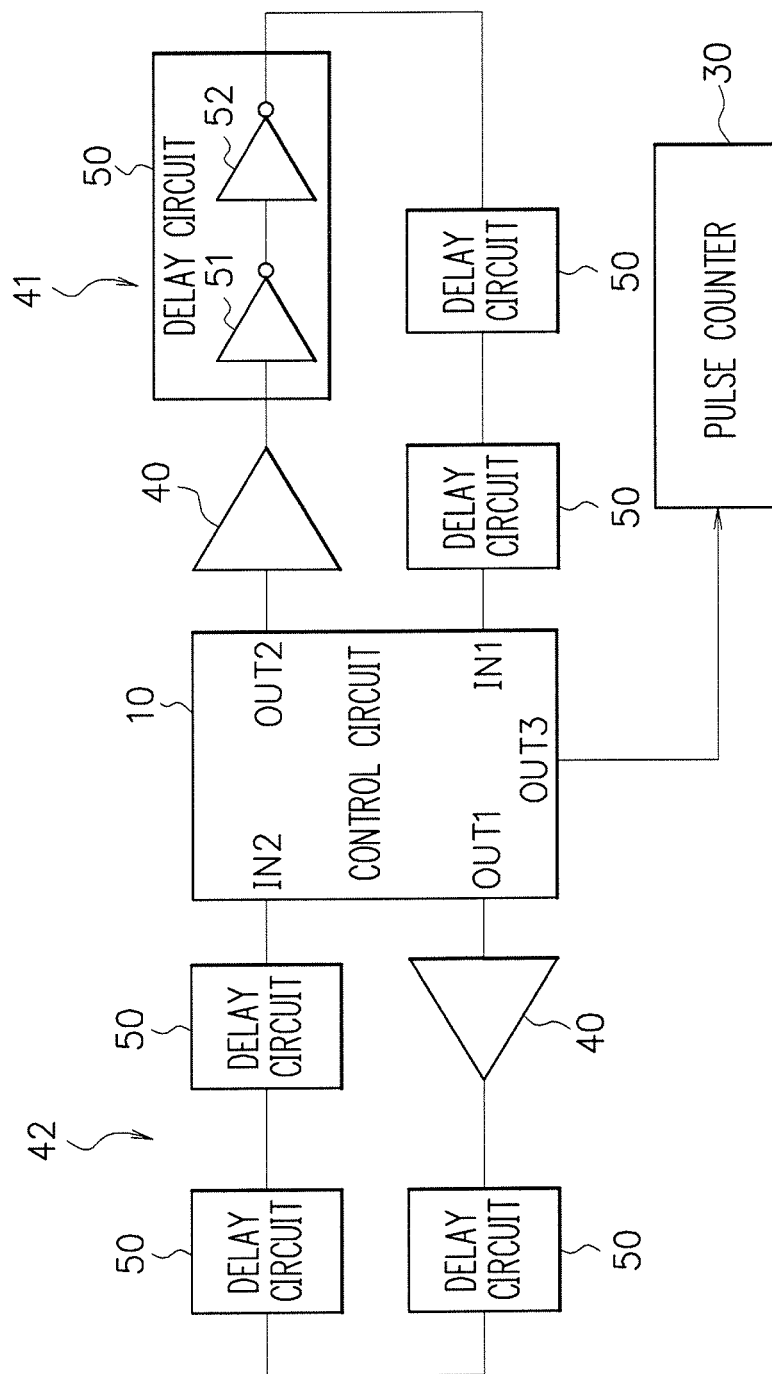 41
50
DELAY CIRCUIT
51
52
40
10
OUT2
IN2
CONTROL CIRCUIT
IN1
OUT1
OUT3
DELAY
CIRCUIT
50
DELAY
CIRCUIT
50
PULSE COUNTER
30
42
50
DELAY
CIRCUIT
50
DELAY
CIRCUIT
40
DELAY
CIRCUIT
50